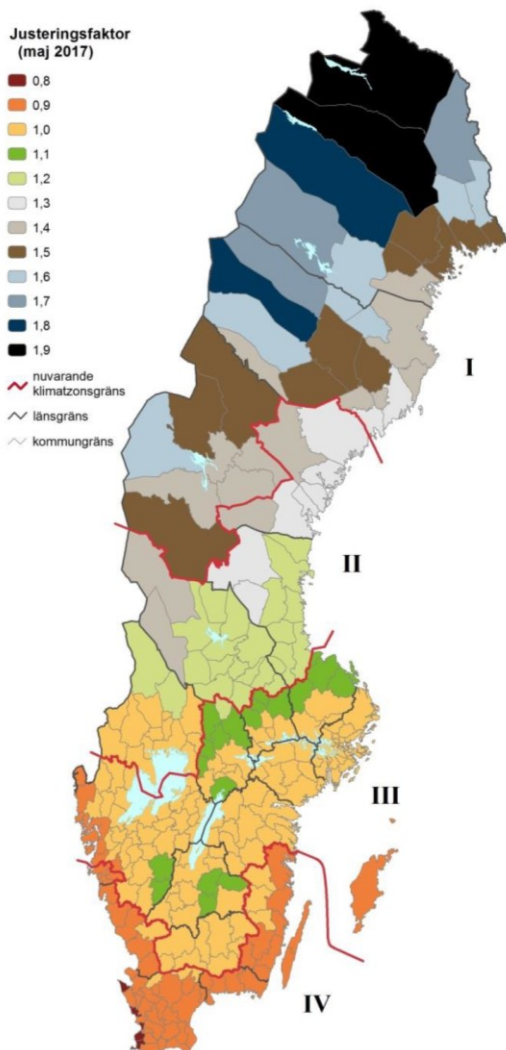 Justeringsfaktor
(maj 2017)
0,8
0,9
1,0
1,1
1,2
1,3
1,4
1,5
1,6
1,7
1,8
1,9
nuvarande
klimatzonsgräns
länsgräns
kommungräns
I
II
III
IV